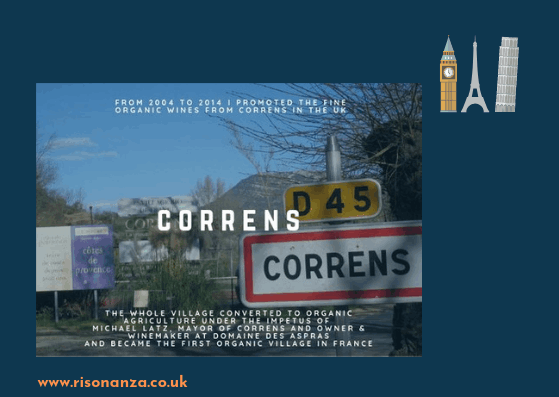 FROM 2004 TO 2014 I PROMOTED THE FINE
ORGANIC WINES FROM CORRENS IN THE UK
D 45
CORRENS
CORRENS
côtes
de
provence
THE WHOLE VILLAGE CONVERTED TO ORGANIC
AGRICULTURE UNDER THE IMPETUS OF
MICHAEL LATZ, MAYOR OF CORRENS AND OWNER &
WINEMAKER AT DOMAINE DES ASPRAS
AND BECAME THE FIRST ORGANIC VILLAGE IN FRANCE
www.risonanza.co.uk